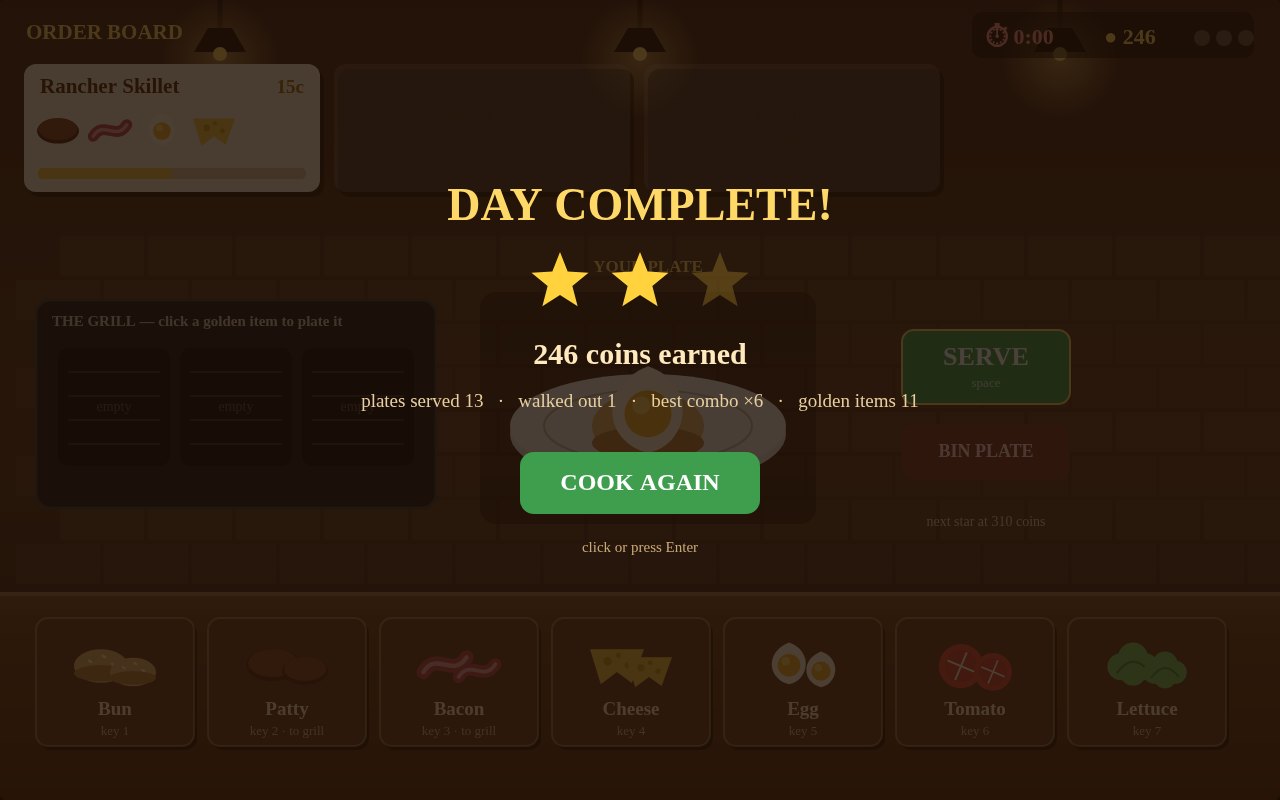 ORDER BOARD
0:00
246
Rancher Skillet 15c
DAY COMPLETE!
YOUR PLATE
THE GRILL — click a golden item to plate it
246 coins earned
SERVE
space
plates served 13 · walked out 1 · best combo ×6 · golden items 11
empty empty empty
BIN PLATE
COOK AGAIN
next star at 310 coins
click or press Enter
Bun Patty Bacon Cheese Egg Tomato Lettuce
key 1 key 2 · to grill key 3 · to grill key 4 key 5 key 6 key 7